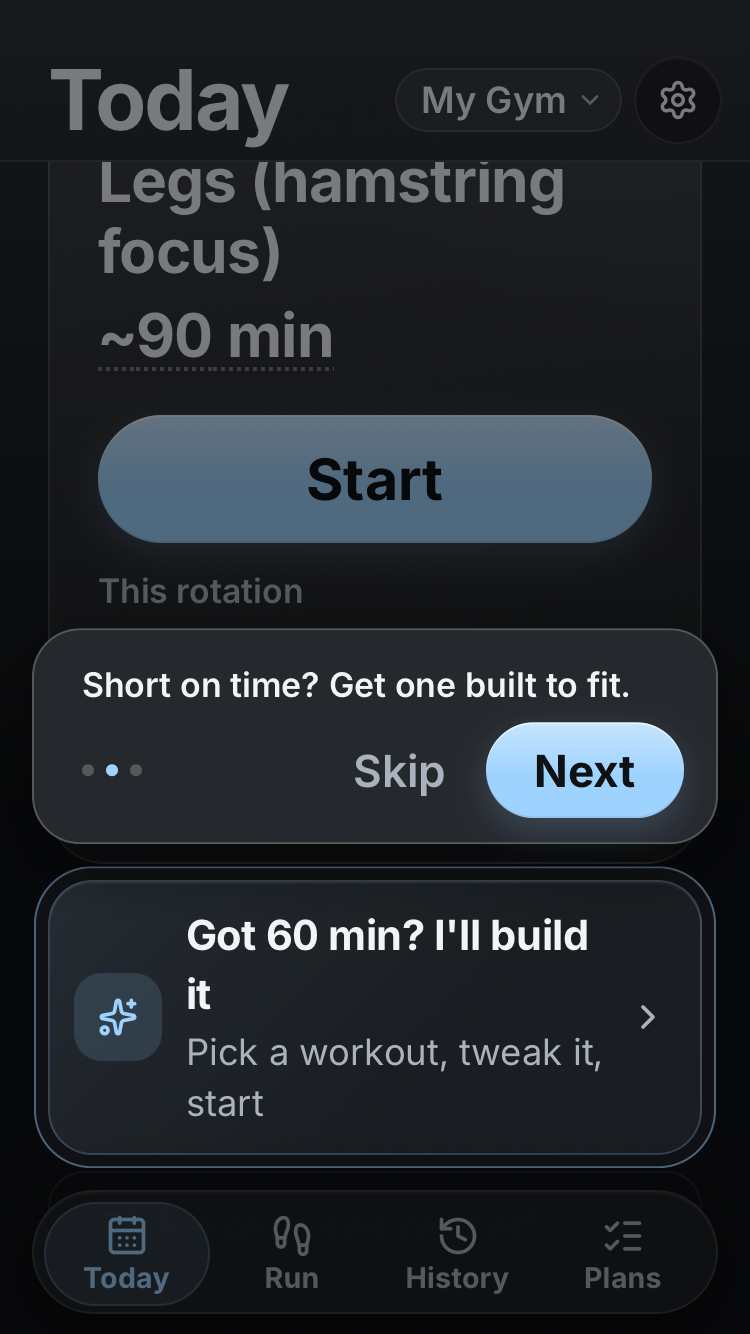 Today
My Gym
Legs (hamstring
focus)
~90 min
Start
This rotation
Short on time? Get one built to fit.
Skip
Next
Got 60 min? I'll build
it
Pick a workout, tweak it,
start
Today
Run
History
Plans